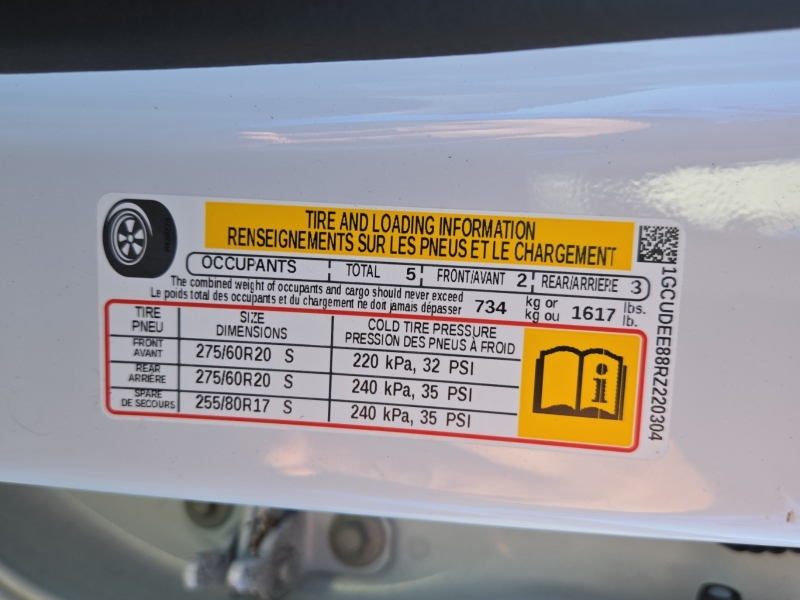 TIRE AND LOADING INFORMATION
RENSEIGNEMENTS SUR LES PNEUS ET LE CHARGEMENT
OCCUPANTS TOTAL 5 FRONT/AVANT 2 REAR/ARRIERE 3
The combined weight of occupants and cargo should never exceed
Le poids total des occupants et du chargement ne doit jamais dépasser
734 kg or kg ou 1617 lbs. lb.
TIRE PNEU SIZE DIMENSIONS COLD TIRE PRESSURE PRESSION DES PNEUS À FROID
FRONT AVANT 275/60R20 S 220 kPa, 32 PSI
REAR ARRIÈRE 275/60R20 S 240 kPa, 35 PSI
SPARE DE SECOURS 255/80R17 S 240 kPa, 35 PSI
i
1GCUDEE88RZ220304